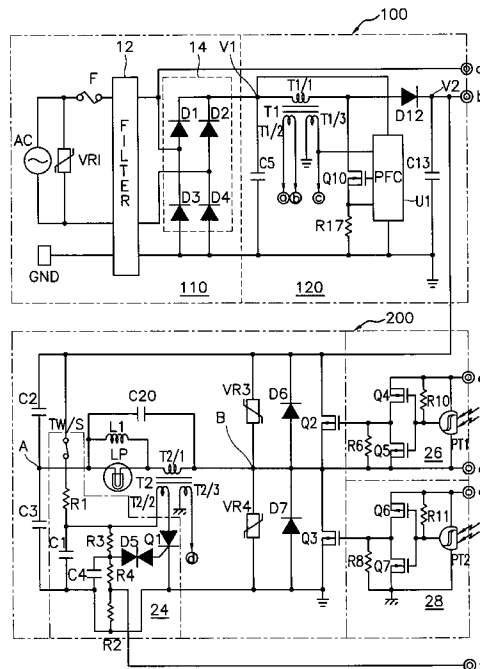 100
12
14
V1
F
T1/1
V2
D1
D2
T1
D12
T1/2
T1/3
AC
VR1
FILTER
C5
Q10
PFC
C13
a
b
c
D3
D4
U1
R17
GND
110
120
200
C2
C20
VR3
D6
Q4
R10
TW/S
L1
B
Q2
A
LP
T2/1
R6
Q5
26
PT1
R1
T2
T2/2
T2/3
C3
VR4
D7
Q6
R11
R3
D5
Q1
d
Q3
C1
C4
R4
R8
Q7
PT2
24
28
R2